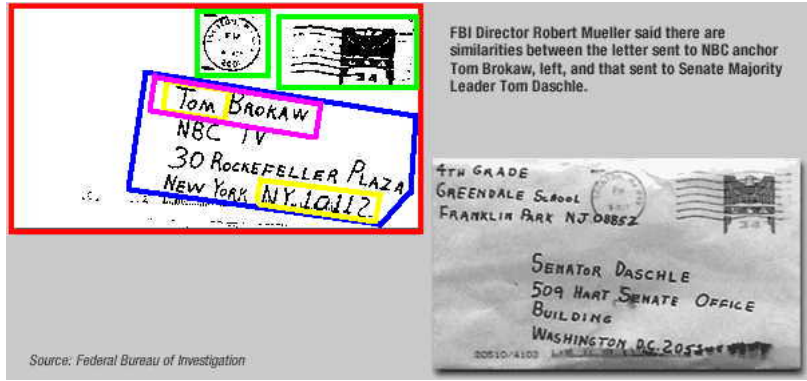 FBI Director Robert Mueller said there are
similarities between the letter sent to NBC anchor
Tom Brokaw, left, and that sent to Senate Majority
Leader Tom Daschle.
TOM BROKAW
NBC TV
30 ROCKEFELLER PLAZA
NEW YORK NY 10112
4TH GRADE
GREENDALE SCHOOL
FRANKLIN PARK NJ 08852
34
SENATOR DASCHLE
509 HART SENATE OFFICE
BUILDING
WASHINGTON D.C. 2053
20510/4103
Source: Federal Bureau of Investigation